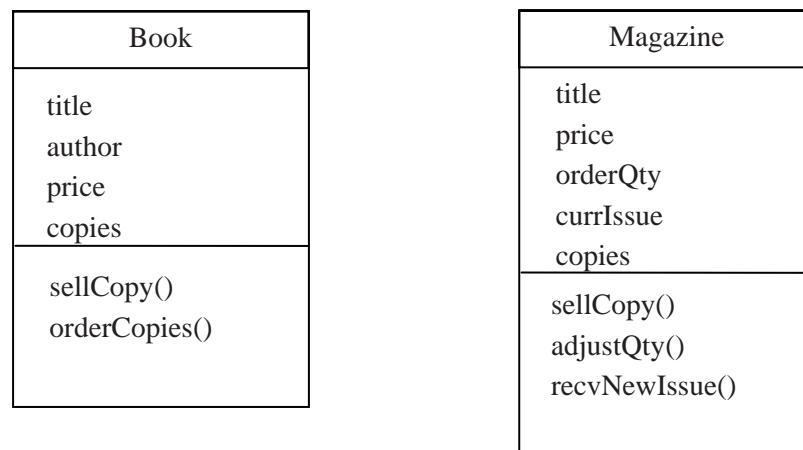 Book
title
author
price
copies
sellCopy()
orderCopies()
Magazine
title
price
orderQty
currIssue
copies
sellCopy()
adjustQty()
recvNewIssue()